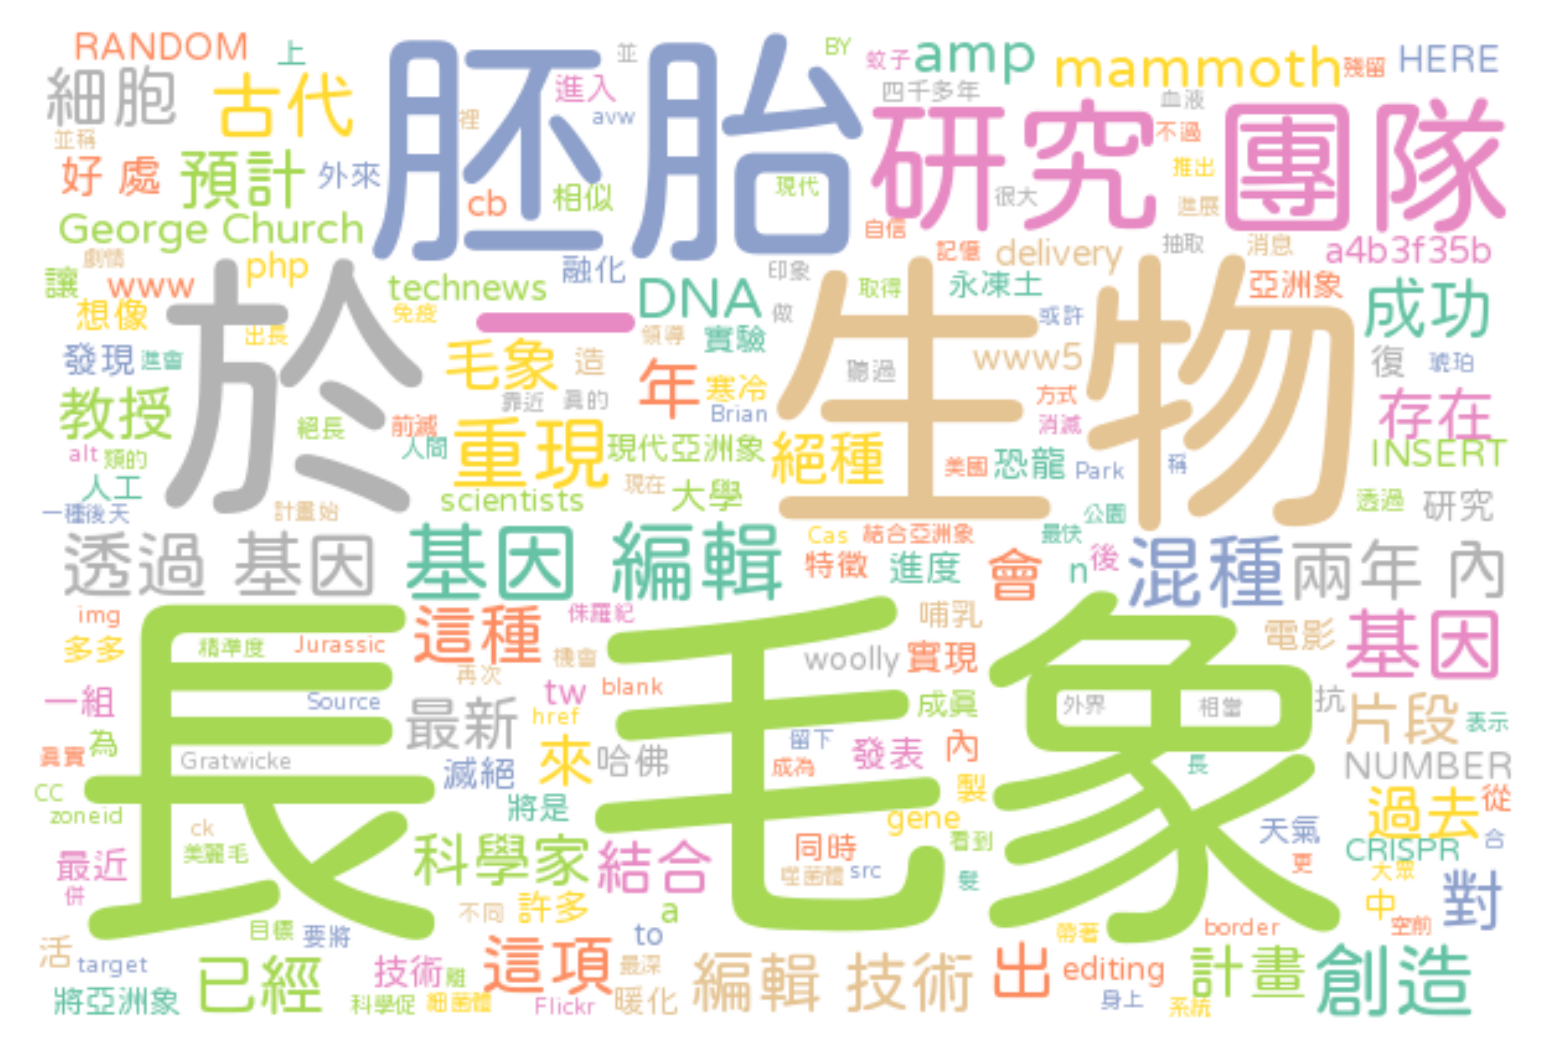 RANDOM 上 胚胎 並 BY 蚊子 amp mammoth 殘留 HERE
細胞 古代 進入 四千多年 血液
並稱 裡 avw 研究 團隊 不過
好 處 預計 外來 cb 相似 現代 很大 推出 進展
George Church 自信 記憶 delivery 抽取 消息 a4b3f35b
劇情 php 融化 印象
讓 www technews 一 DNA 取得 永凍土 亞洲象 成功
想像 出長 免疫 領導 實驗 做 或許
於 生物
發現 進會 毛象 造 年 寒冷 聽過 www5 復 琥珀
教授 靠近 真的 Brian 方式 存在
絕長 前滅 重現 現代 亞洲象 絕種 消滅
alt 類的 人間 美國 恐龍 Park 稱 INSERT
人工 scientists 現在 大學 透過 研究
一種後天 計畫始 Cas 結合亞洲象 最快 公園
透過 基因 基因 編輯 特徵 進度 會 n 後 混種 兩年 內
長毛象
img 多多 精準度 Jurassic 這種 侏羅紀 機會 哺乳 電影 基因
再次 woolly 實現
一組 Source 最新 tw blank href 成員 外界 相當 抗 片段 表示
為 真實 Gratwicke 滅絕 來 哈佛 留下 成為 發表 內 長 NUMBER
CC zoneid 將是 製 過去 從
ck 美麗毛 科學家 結合 同時 gene 看到 天氣 CRISPR 合
最近 併 噬菌體 src 髮 更 大眾 對
目標 要將 不同 許多 a to 帶著 border 中 空前
活 target 已經 技術 離 這項 最深 編輯 技術 出 editing 計畫 創造
將亞洲象 科學促 細菌體 Flickr 暖化 身上 系統